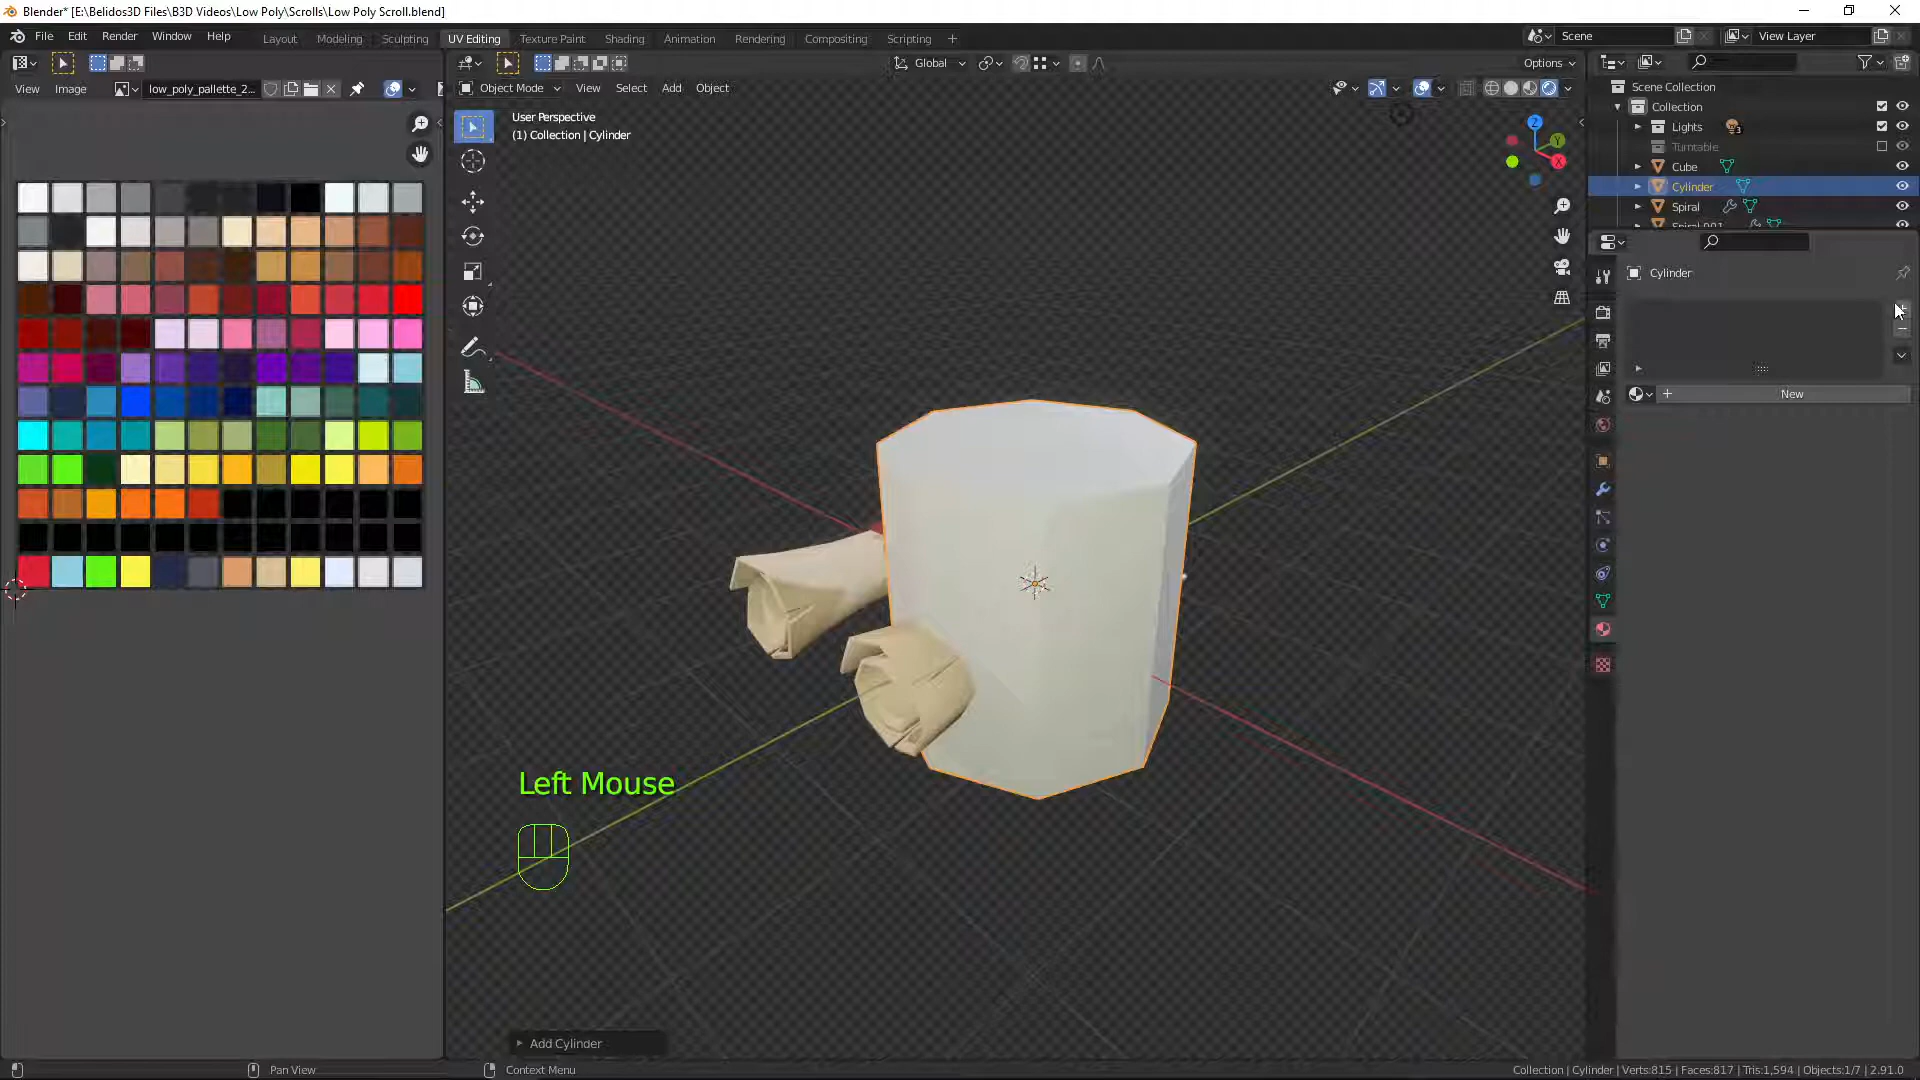 Blender* [E:\Belidos3D Files\B3D Videos\Low Poly\Scrolls\Low Poly Scroll.blend]
File Edit Render Window Help Layout Modeling Sculpting UV Editing Texture Paint Shading Animation Rendering Compositing Scripting + Scene View Layer
Global Options
View Image low_poly_pallette_2... Object Mode View Select Add Object
User Perspective
(1) Collection | Cylinder
Z
Y
X
Scene Collection
Collection
Lights 3
Turntable
Cube
Cylinder
Spiral
Spiral.001
Cylinder
+ New
Left Mouse
Add Cylinder
Pan View Context Menu Collection | Cylinder | Verts:815 | Faces:817 | Tris:1,594 | Objects:1/7 | 2.91.0